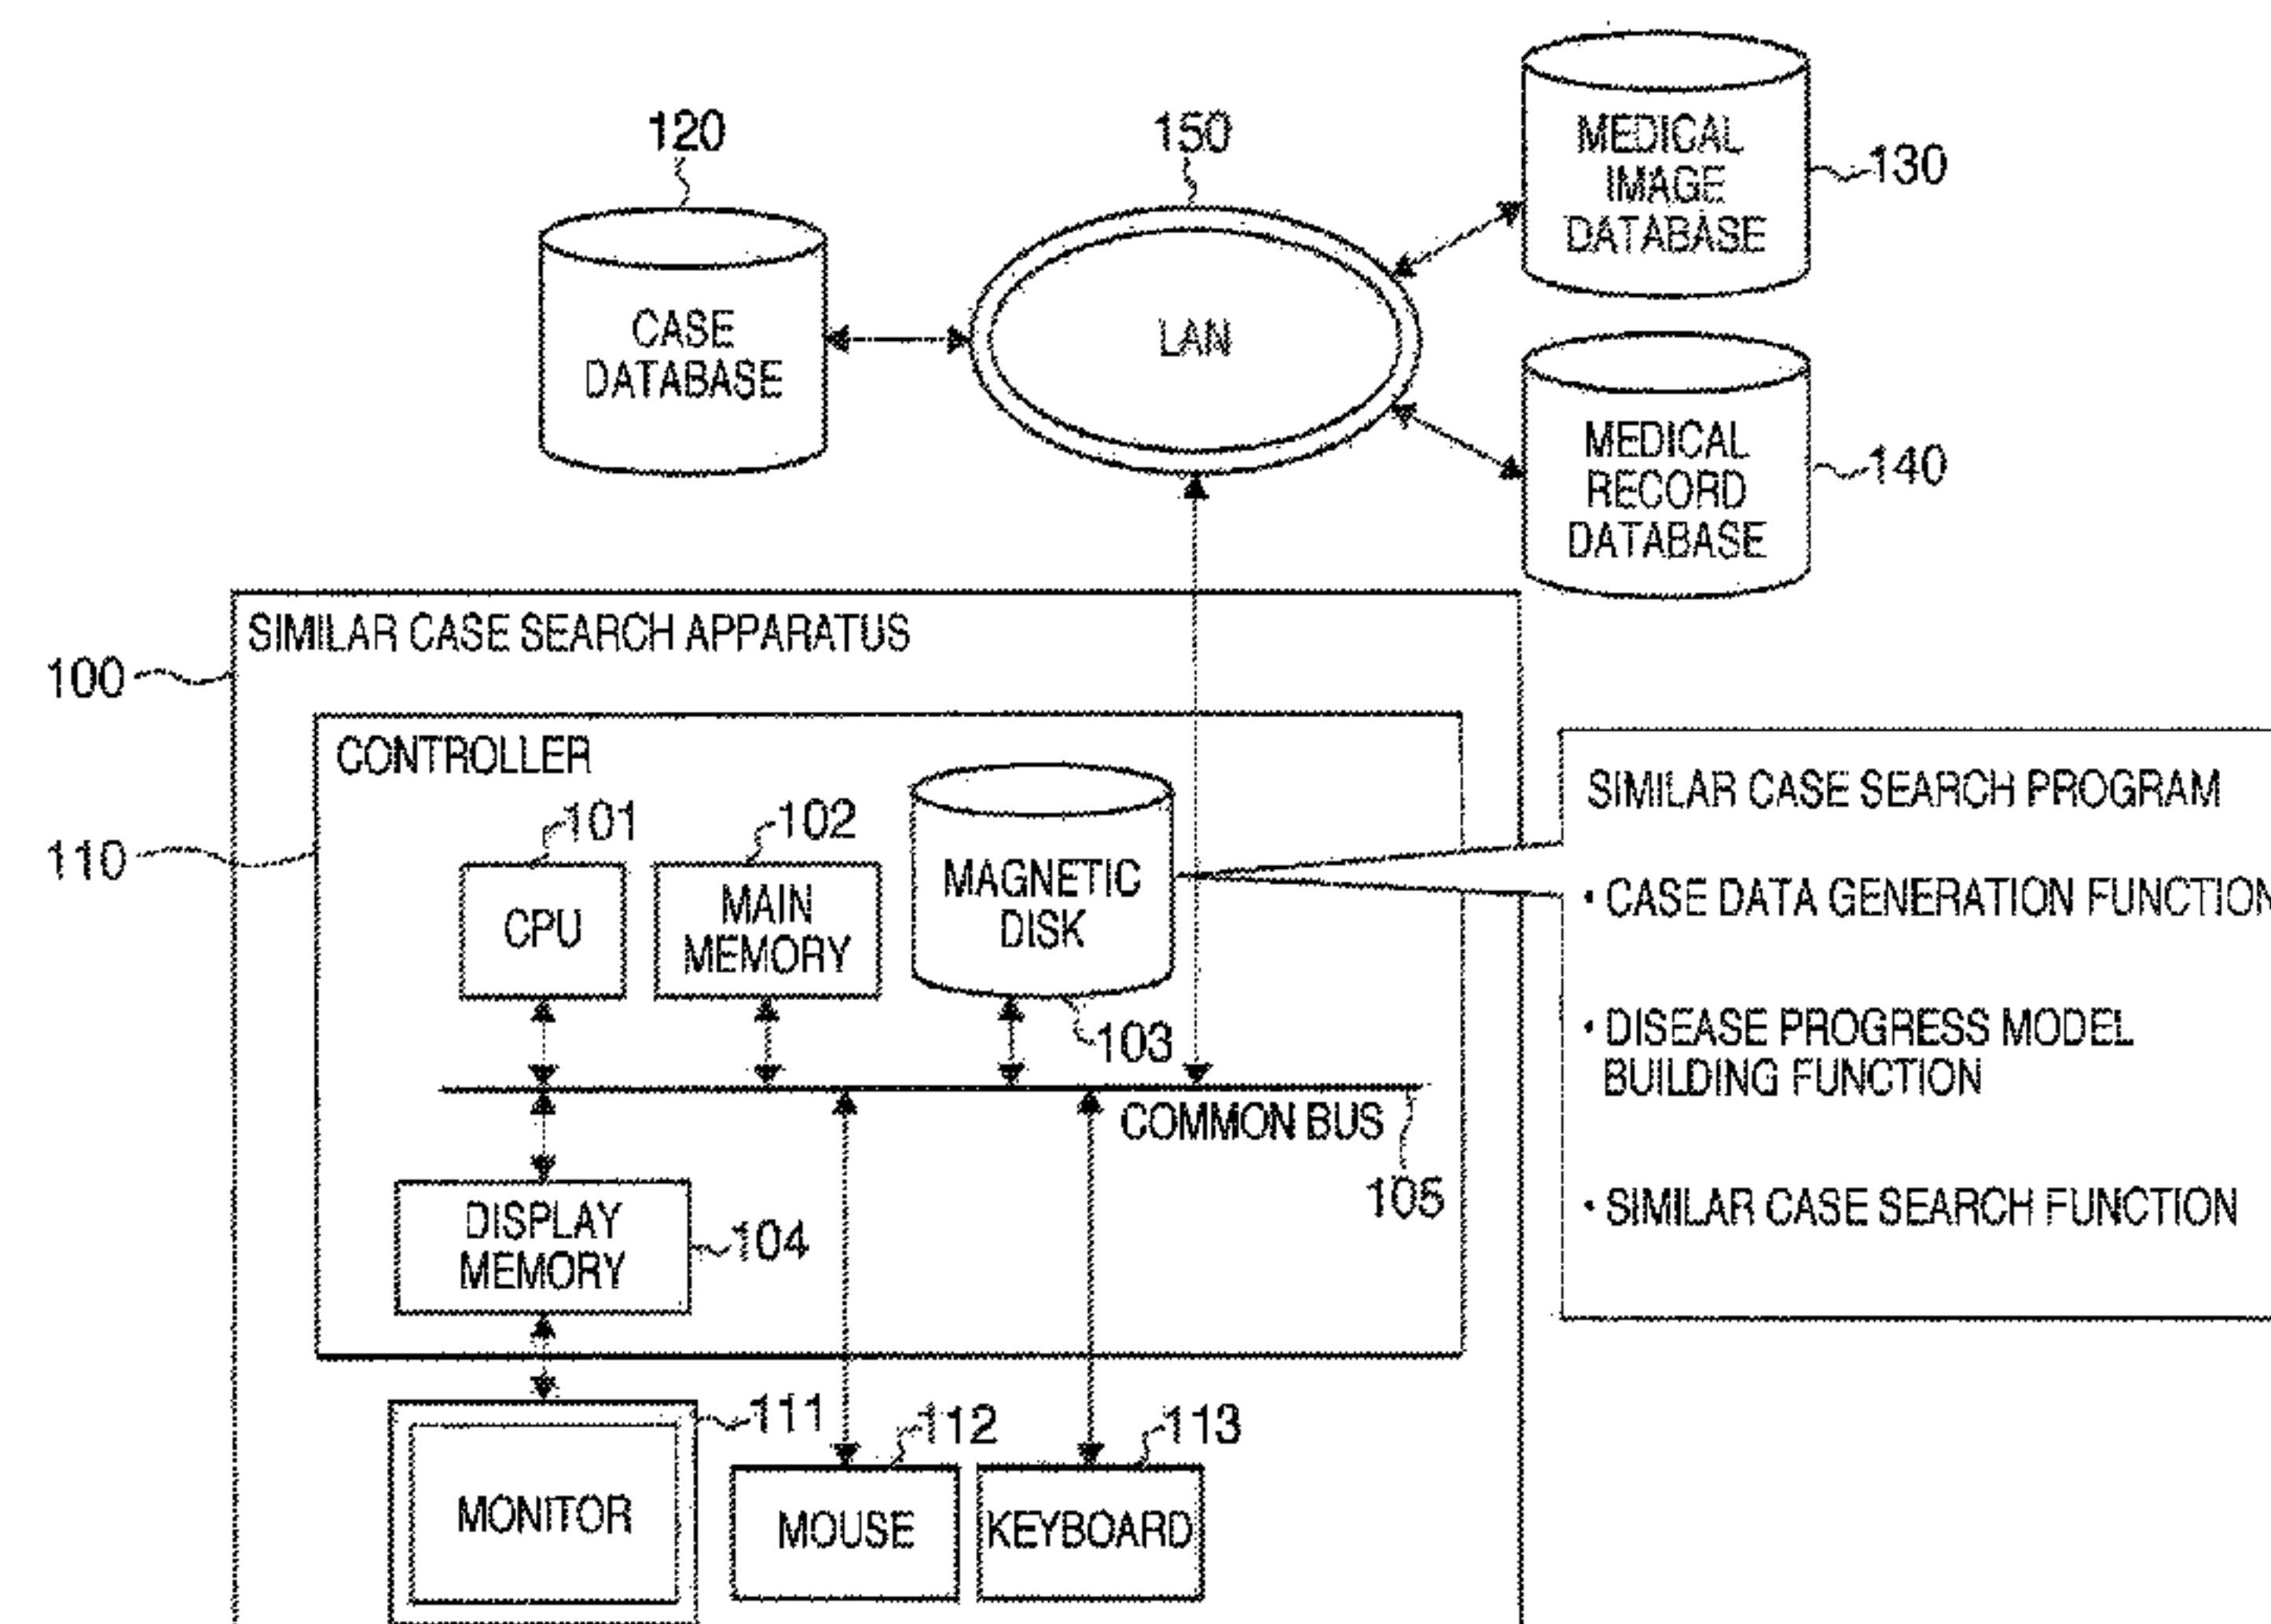 120
150
MEDICAL
IMAGE
DATABASE
130
CASE
DATABASE
LAN
MEDICAL
RECORD
DATABASE
140
SIMILAR CASE SEARCH APPARATUS
100
CONTROLLER
110
101
102
CPU
MAIN
MEMORY
MAGNETIC
DISK
103
COMMON BUS
105
DISPLAY
MEMORY
104
111
112
113
MONITOR
MOUSE
KEYBOARD
SIMILAR CASE SEARCH PROGRAM
• CASE DATA GENERATION FUNCTION
• DISEASE PROGRESS MODEL
BUILDING FUNCTION
• SIMILAR CASE SEARCH FUNCTION